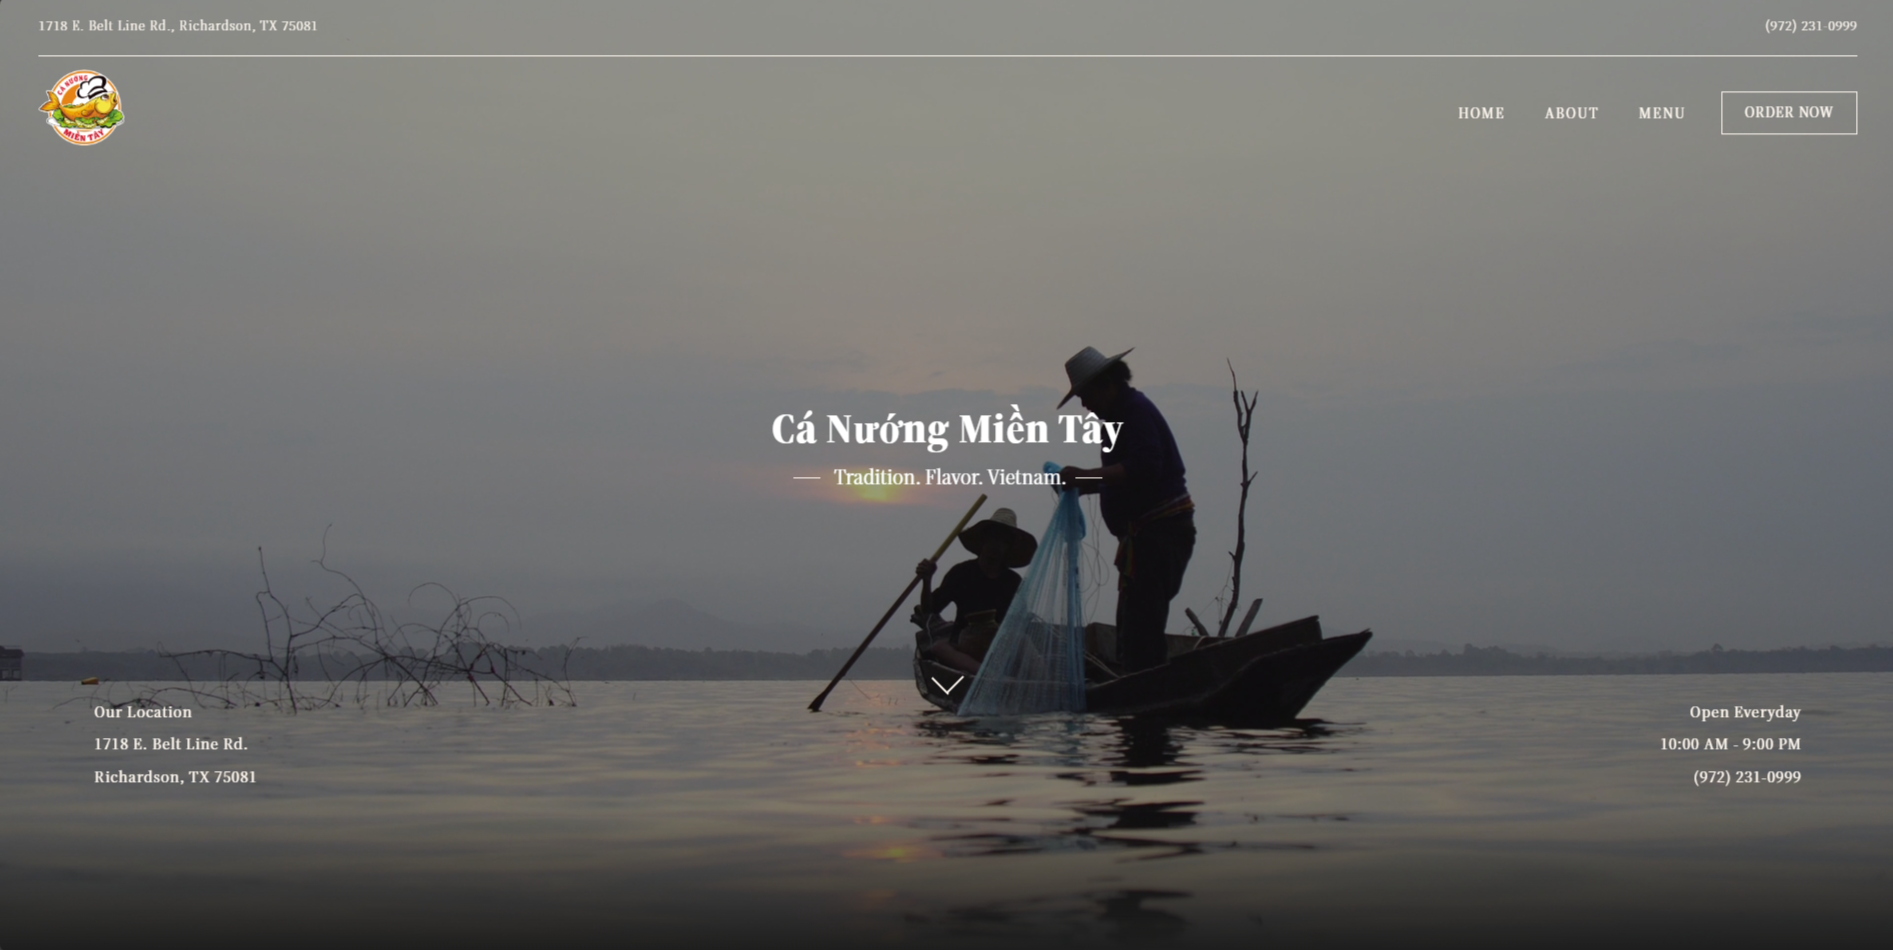 1718 E. Belt Line Rd., Richardson, TX 75081
(972) 231-0999
CÁ NƯỚNG
MIỀN TÂY
HOME
ABOUT
MENU
ORDER NOW
Cá Nướng Miền Tây
Tradition. Flavor. Vietnam.
Our Location
1718 E. Belt Line Rd.
Richardson, TX 75081
Open Everyday
10:00 AM - 9:00 PM
(972) 231-0999